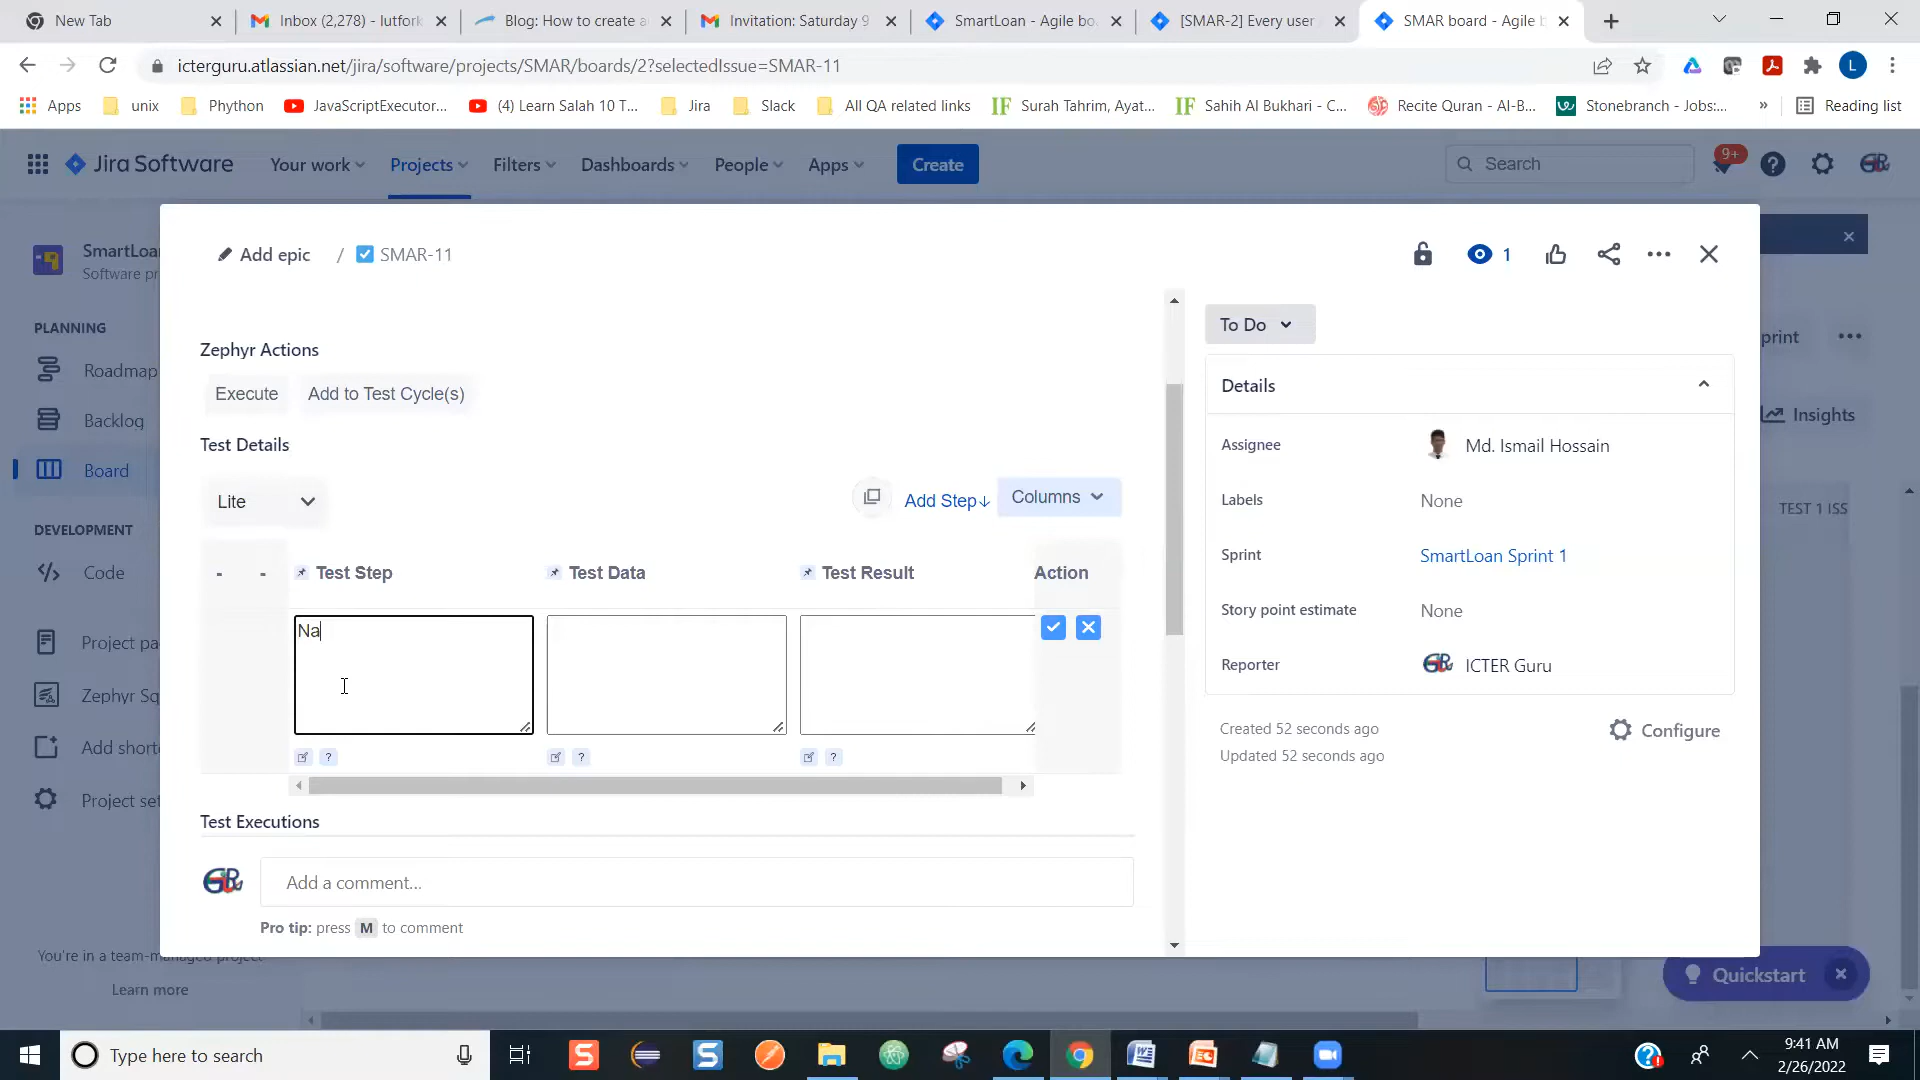 New Tab
Inbox (2,278) - lutfork
Blog: How to create a
Invitation: Saturday 9
SmartLoan - Agile bo
[SMAR-2] Every user
SMAR board - Agile b
icterguru.atlassian.net/jira/software/projects/SMAR/boards/2?selectedIssue=SMAR-11
L
Apps
unix
Phython
JavaScriptExecutor...
(4) Learn Salah 10 T...
Jira
Slack
All QA related links
IF Surah Tahrim, Ayat...
IF Sahih Al Bukhari - C...
Recite Quran - Al-B...
Stonebranch - Jobs:...
»
Reading list
Jira Software
Your work
Projects
Filters
Dashboards
People
Apps
Create
Search
9+
SmartLoa
Software pr
PLANNING
Roadmap
Backlog
Board
DEVELOPMENT
Code
Project pa
Zephyr Sq
Add shorte
Project set
You're in a team-managed project
Learn more
Add epic / SMAR-11
1
Zephyr Actions
Execute
Add to Test Cycle(s)
Test Details
Lite
Add Step↓
Columns
- -
Test Step
Test Data
Test Result
Action
Na
? ? ?
Test Executions
Add a comment...
Pro tip: press M to comment
To Do
Details
Assignee
Md. Ismail Hossain
Labels
None
Sprint
SmartLoan Sprint 1
Story point estimate
None
Reporter
ICTER Guru
Created 52 seconds ago
Updated 52 seconds ago
Configure
print
Insights
TEST 1 ISS
Quickstart
Type here to search
9:41 AM
2/26/2022